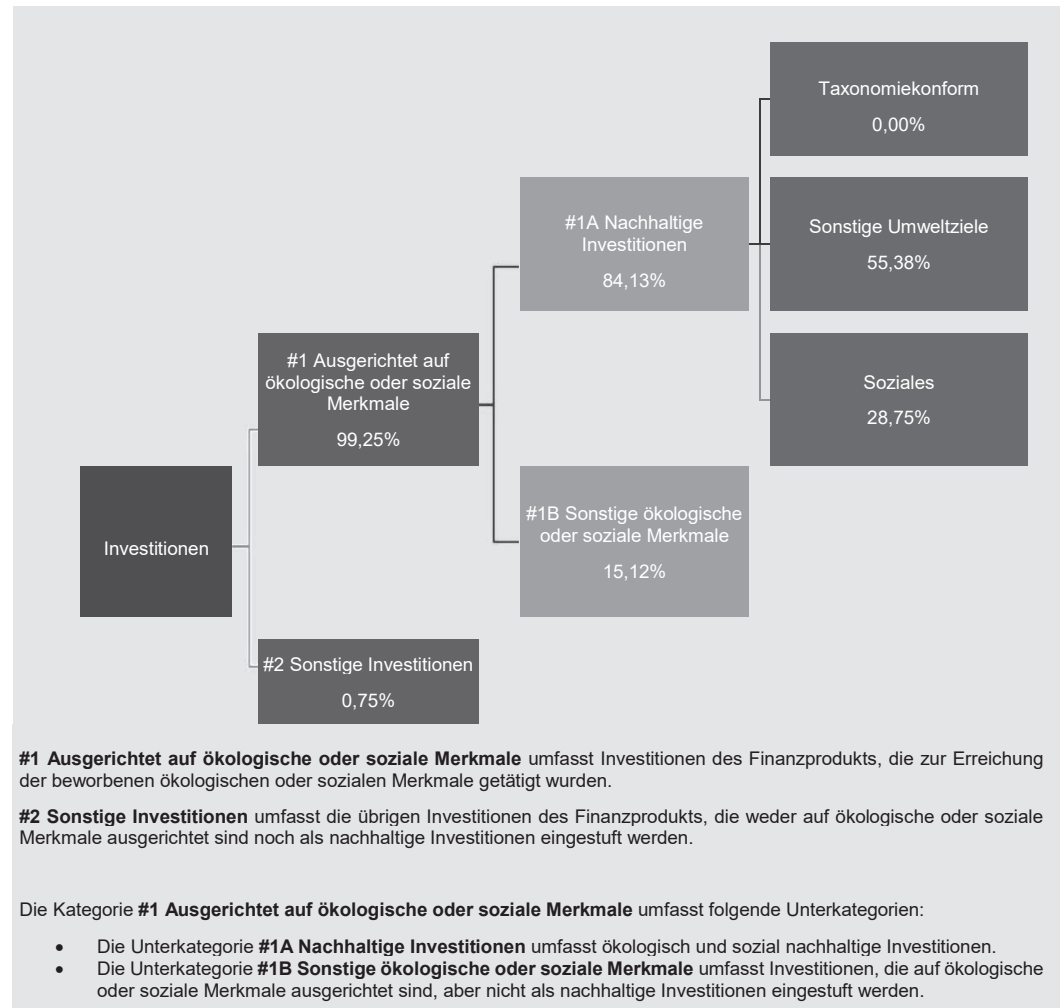 Taxonomiekonform
0,00%
#1A Nachhaltige
Investitionen
84,13%
Sonstige Umweltziele
55,38%
#1 Ausgerichtet auf
ökologische oder soziale
Merkmale
99,25%
Soziales
28,75%
Investitionen
#1B Sonstige ökologische
oder soziale Merkmale
15,12%
#2 Sonstige Investitionen
0,75%
#1 Ausgerichtet auf ökologische oder soziale Merkmale umfasst Investitionen des Finanzprodukts, die zur Erreichung
der beworbenen ökologischen oder sozialen Merkmale getätigt wurden.
#2 Sonstige Investitionen umfasst die übrigen Investitionen des Finanzprodukts, die weder auf ökologische oder soziale
Merkmale ausgerichtet sind noch als nachhaltige Investitionen eingestuft werden.
Die Kategorie #1 Ausgerichtet auf ökologische oder soziale Merkmale umfasst folgende Unterkategorien:
• Die Unterkategorie #1A Nachhaltige Investitionen umfasst ökologisch und sozial nachhaltige Investitionen.
• Die Unterkategorie #1B Sonstige ökologische oder soziale Merkmale umfasst Investitionen, die auf ökologische
oder soziale Merkmale ausgerichtet sind, aber nicht als nachhaltige Investitionen eingestuft werden.